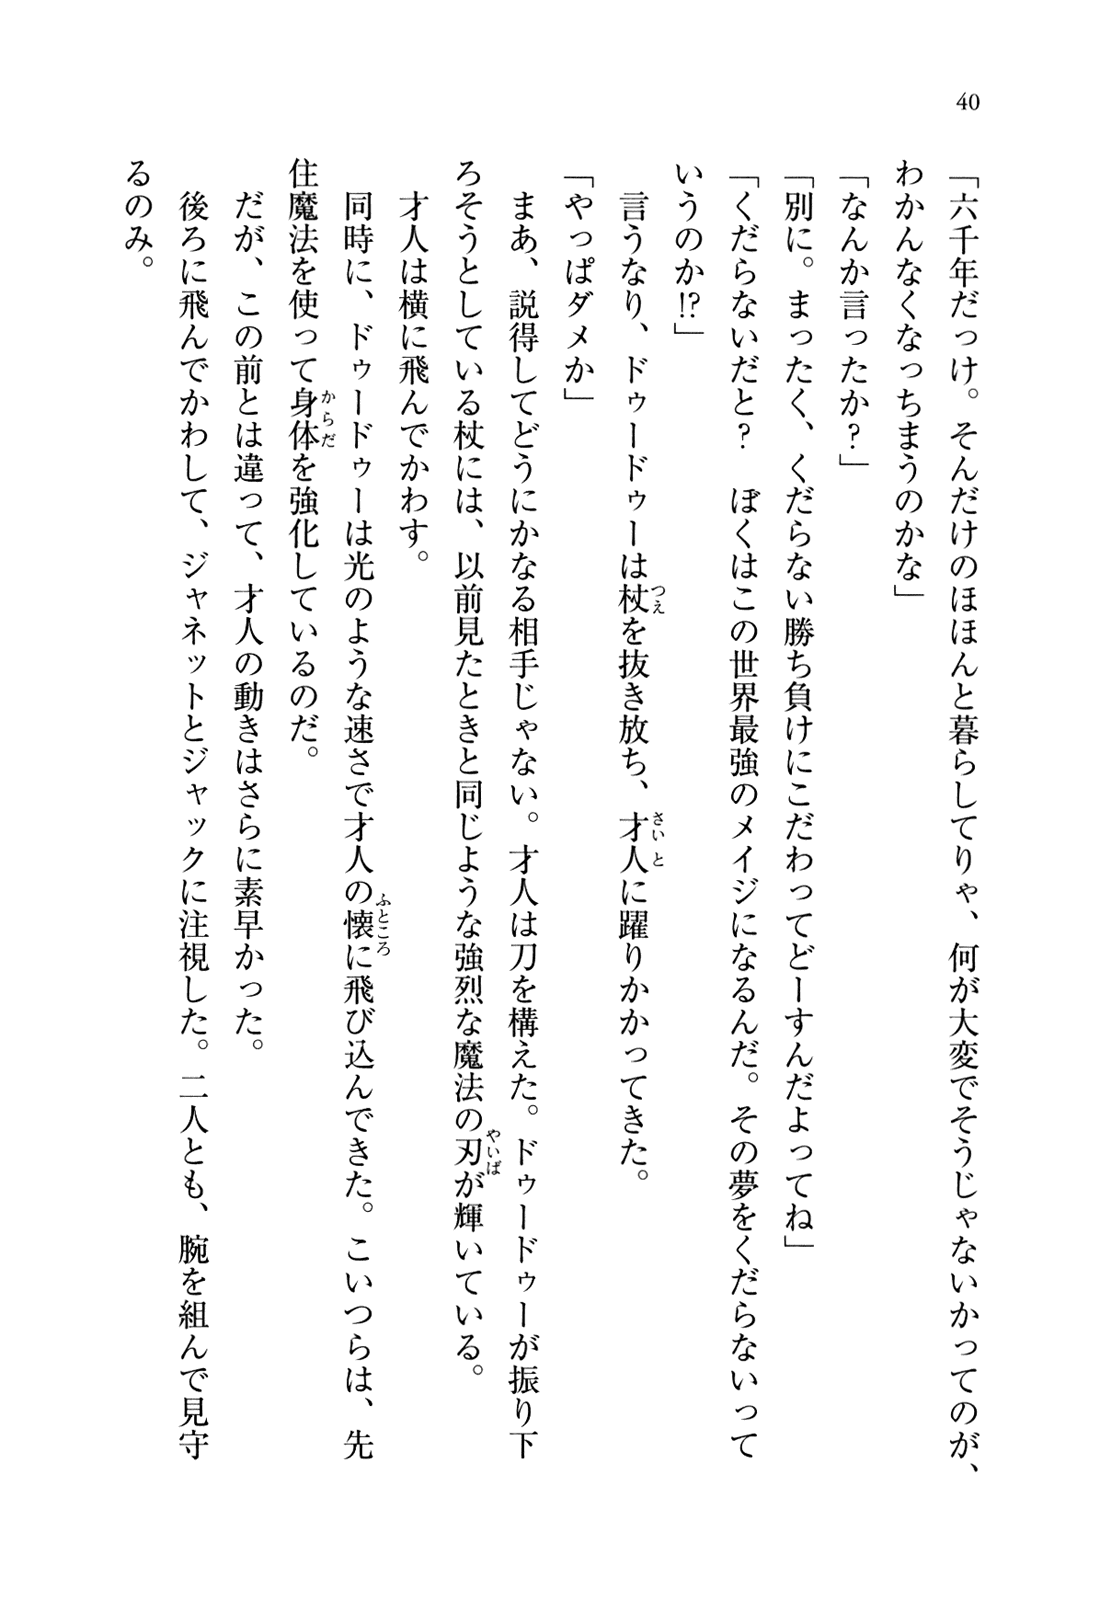 40
「六千年だっけ。そんだけのほほんと暮らしてりゃ、何が大変でそうじゃないかってのが、
わかんなくなっちまうのかな」
「なんか言ったか?」
「別に。まったく、くだらない勝ち負けにこだわってどーすんだよってね」
「くだらないだと?　ぼくはこの世界最強のメイジになるんだ。その夢をくだらないって
いうのか!?」
　言うなり、ドゥードゥーは杖つえを抜き放ち、才人さいとに躍りかかってきた。
「やっぱダメか」
　まあ、説得してどうにかなる相手じゃない。才人は刀を構えた。ドゥードゥーが振り下
ろそうとしている杖には、以前見たときと同じような強烈な魔法の刃やいばが輝いている。
　才人は横に飛んでかわす。
　同時に、ドゥードゥーは光のような速さで才人の懐ふところに飛び込んできた。こいつらは、先
住魔法を使って身体からだを強化しているのだ。
　だが、この前とは違って、才人の動きはさらに素早かった。
　後ろに飛んでかわして、ジャネットとジャックに注視した。二人とも、腕を組んで見守
るのみ。